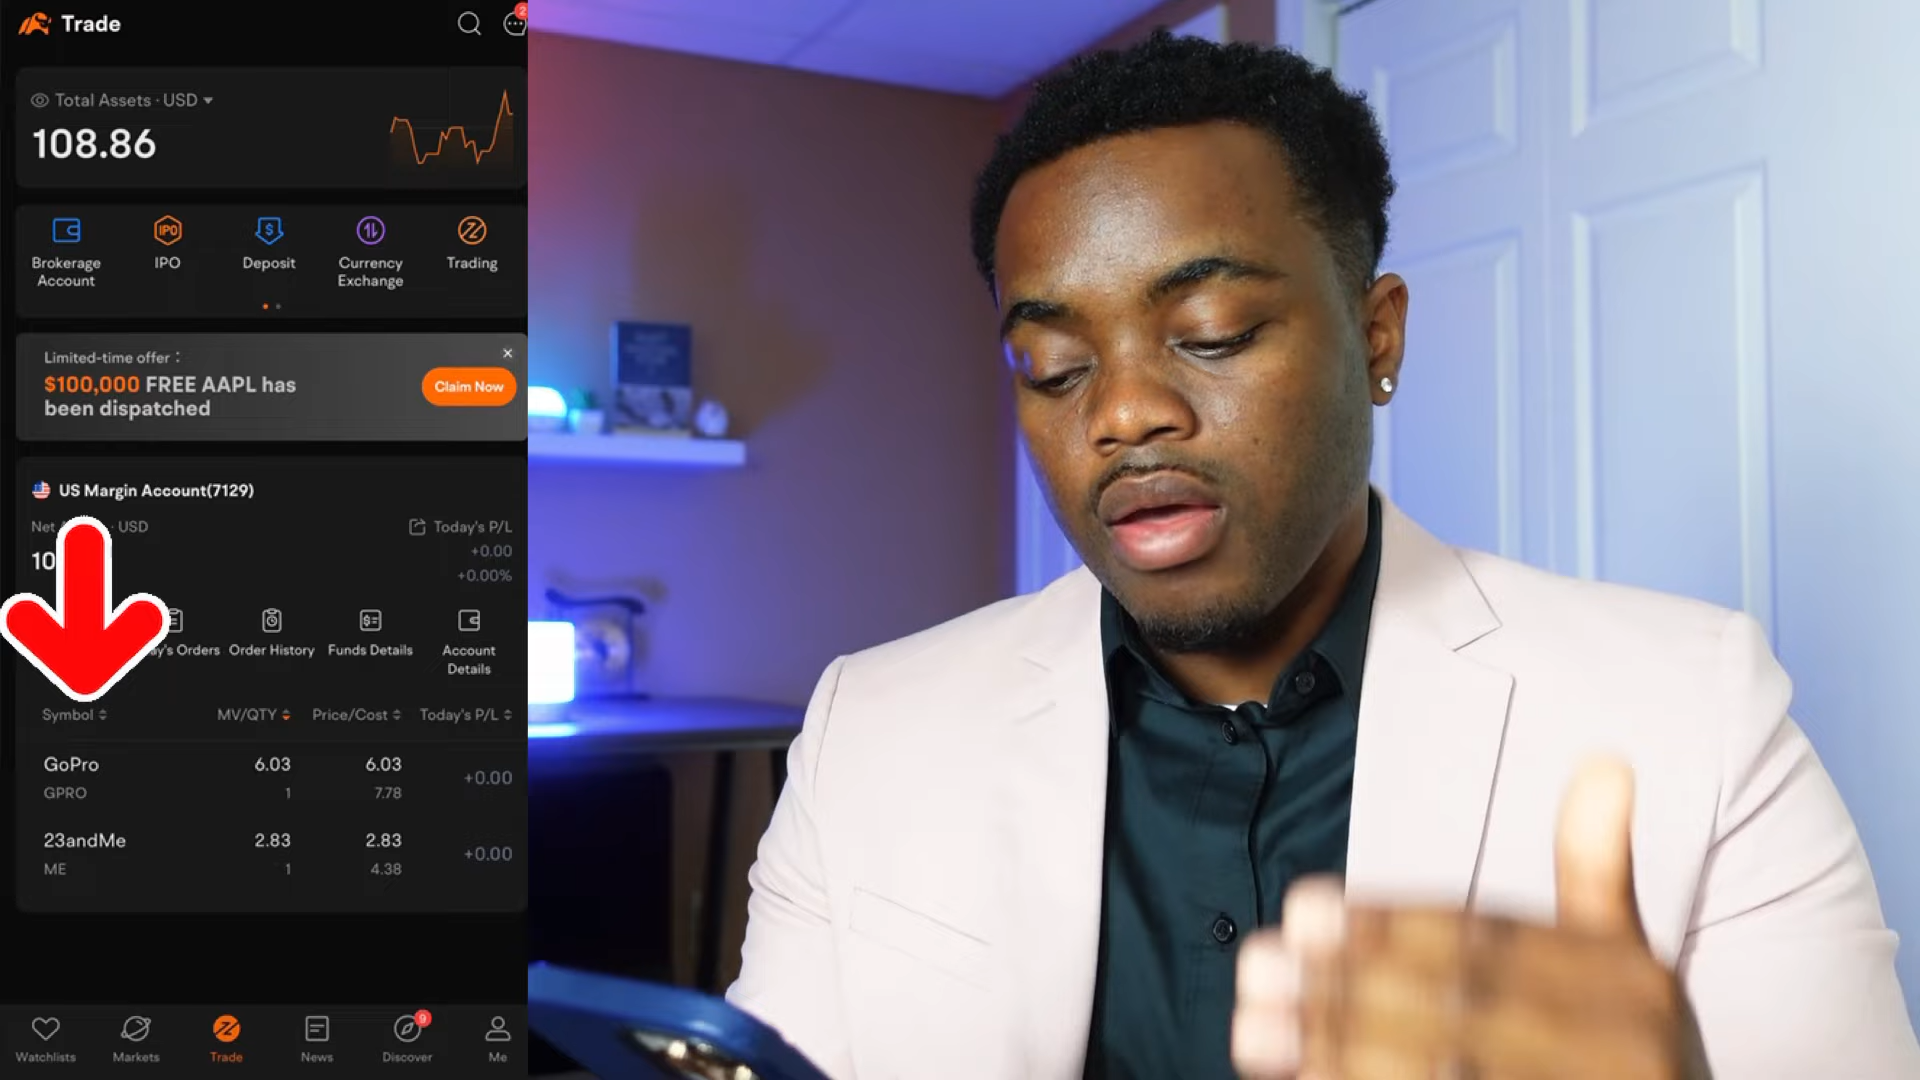 Trade
2
Total Assets · USD
108.86
IPO
Brokerage Account
IPO
Deposit
Currency Exchange
Trading
Limited-time offer：
$100,000 FREE AAPL has
been dispatched
Claim Now
US Margin Account(7129)
Net USD
Today's P/L
10
+0.00
+0.00%
y's Orders
Order History
Funds Details
Account Details
Symbol MV/QTY Price/Cost Today's P/L
GoPro 6.03 6.03 +0.00
GPRO 1 7.78
23andMe 2.83 2.83 +0.00
ME 1 4.38
9
Watchlists Markets Trade News Discover Me